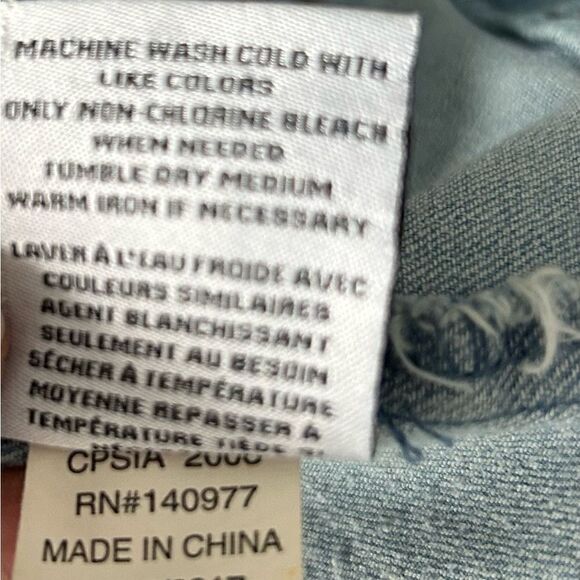 MACHINE WASH COLD WITH
LIKE COLORS
ONLY NON-CHLORINE BLEACH
WHEN NEEDED
TUMBLE DRY MEDIUM
WARM IRON IF NECESSARY
LAVER À L'EAU FROIDE AVEC
COULEURS SIMILAIRES
AGENT BLANCHISSANT
SEULEMENT AU BESOIN
SÉCHER À TEMPÉRATURE
MOYENNE REPASSER À
TEMPÉRATURE TIÈDE
CPSIA
RN#140977
MADE IN CHINA